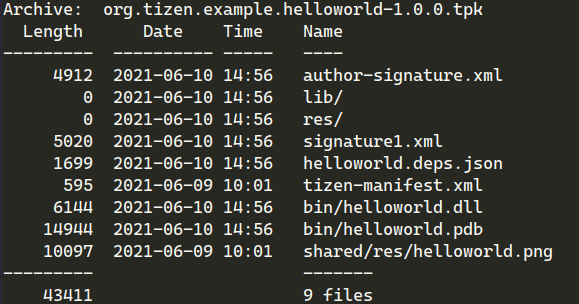 Archive:  org.tizen.example.helloworld-1.0.0.tpk
  Length      Date    Time    Name
---------  ---------- -----   ----
     4912  2021-06-10 14:56   author-signature.xml
        0  2021-06-10 14:56   lib/
        0  2021-06-10 14:56   res/
     5020  2021-06-10 14:56   signature1.xml
     1699  2021-06-10 14:56   helloworld.deps.json
      595  2021-06-09 10:01   tizen-manifest.xml
     6144  2021-06-10 14:56   bin/helloworld.dll
    14944  2021-06-10 14:56   bin/helloworld.pdb
    10097  2021-06-09 10:01   shared/res/helloworld.png
---------                     -------
    43411                     9 files